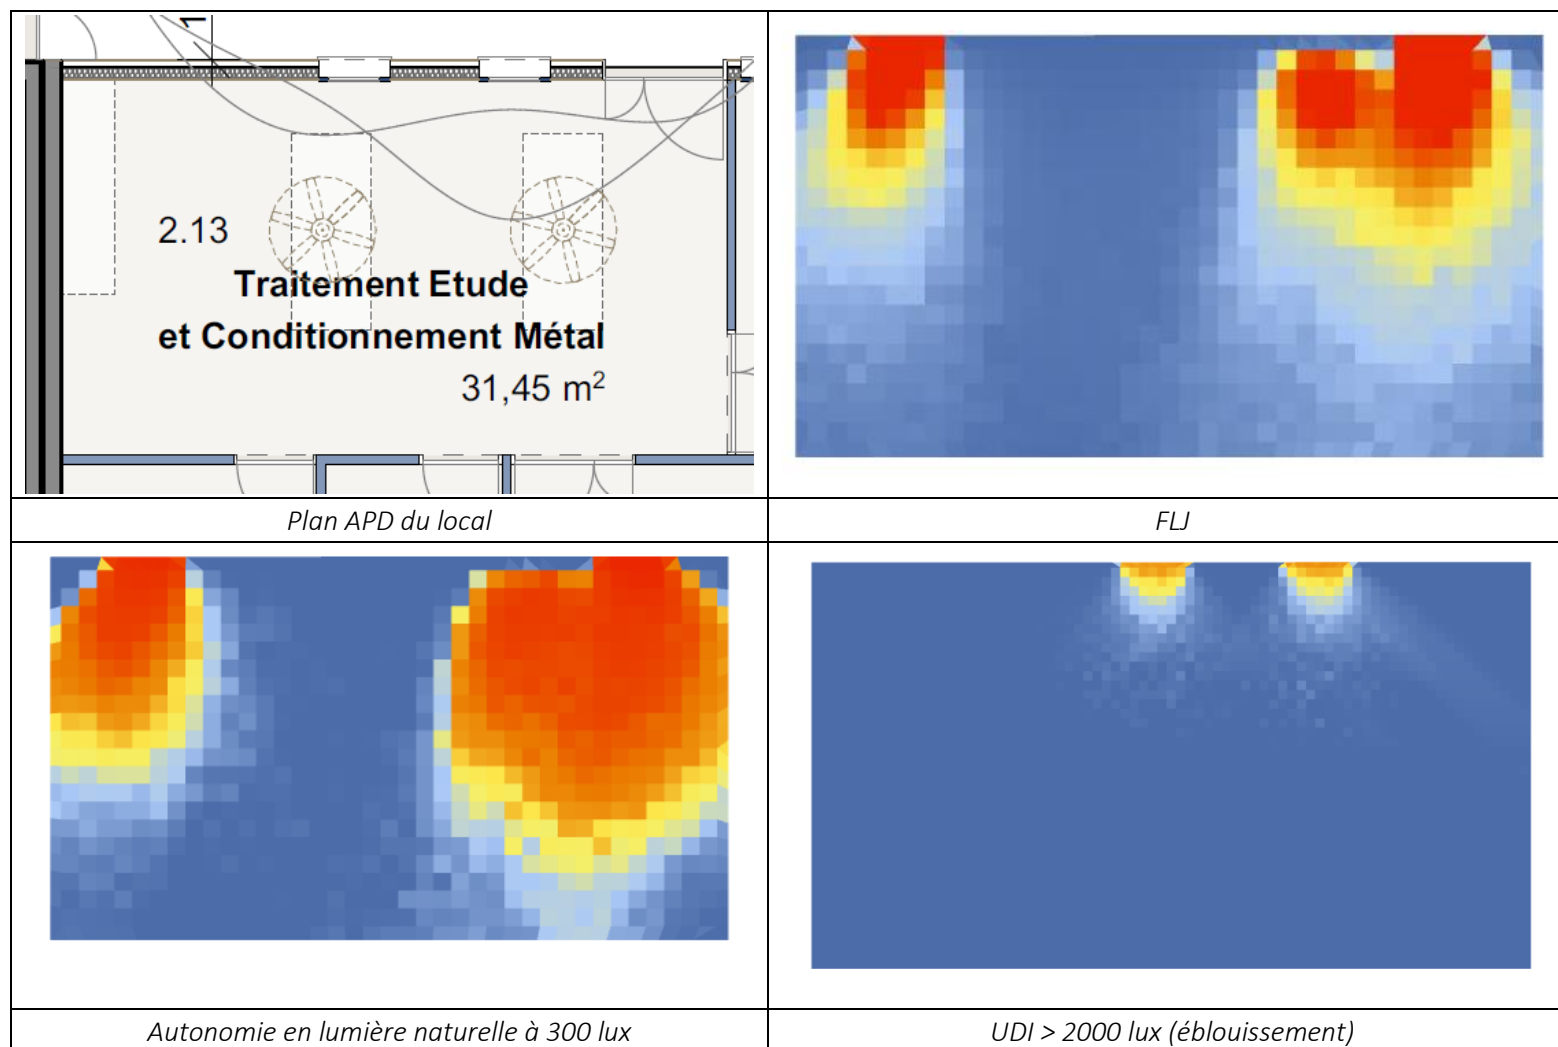 1
2.13
Traitement Etude
et Conditionnement Métal
31,45 m²
Plan APD du local
FLJ
Autonomie en lumière naturelle à 300 lux
UDI > 2000 lux (éblouissement)